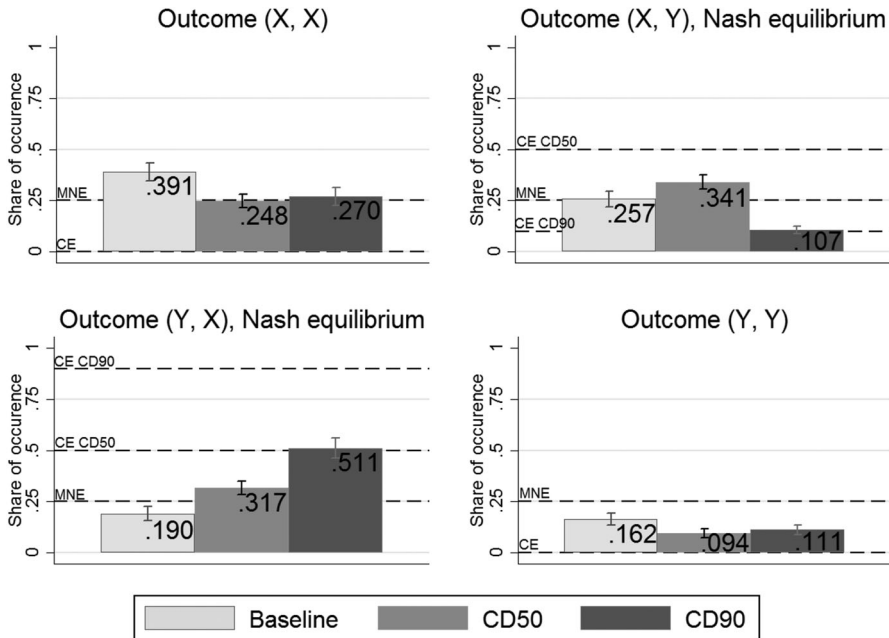 Outcome (X, X)
Share of occurence
1
.75
.5
.25
0
MNE
CE
.391
.248
.270
Outcome (X, Y), Nash equilibrium
Share of occurence
1
.75
.5
.25
0
CE CD50
MNE
CE CD90
.257
.341
.107
Outcome (Y, X), Nash equilibrium
Share of occurence
1
.75
.5
.25
0
CE CD90
CE CD50
MNE
.190
.317
.511
Outcome (Y, Y)
Share of occurence
1
.75
.5
.25
0
MNE
CE
.162
.094
.111
Baseline
CD50
CD90